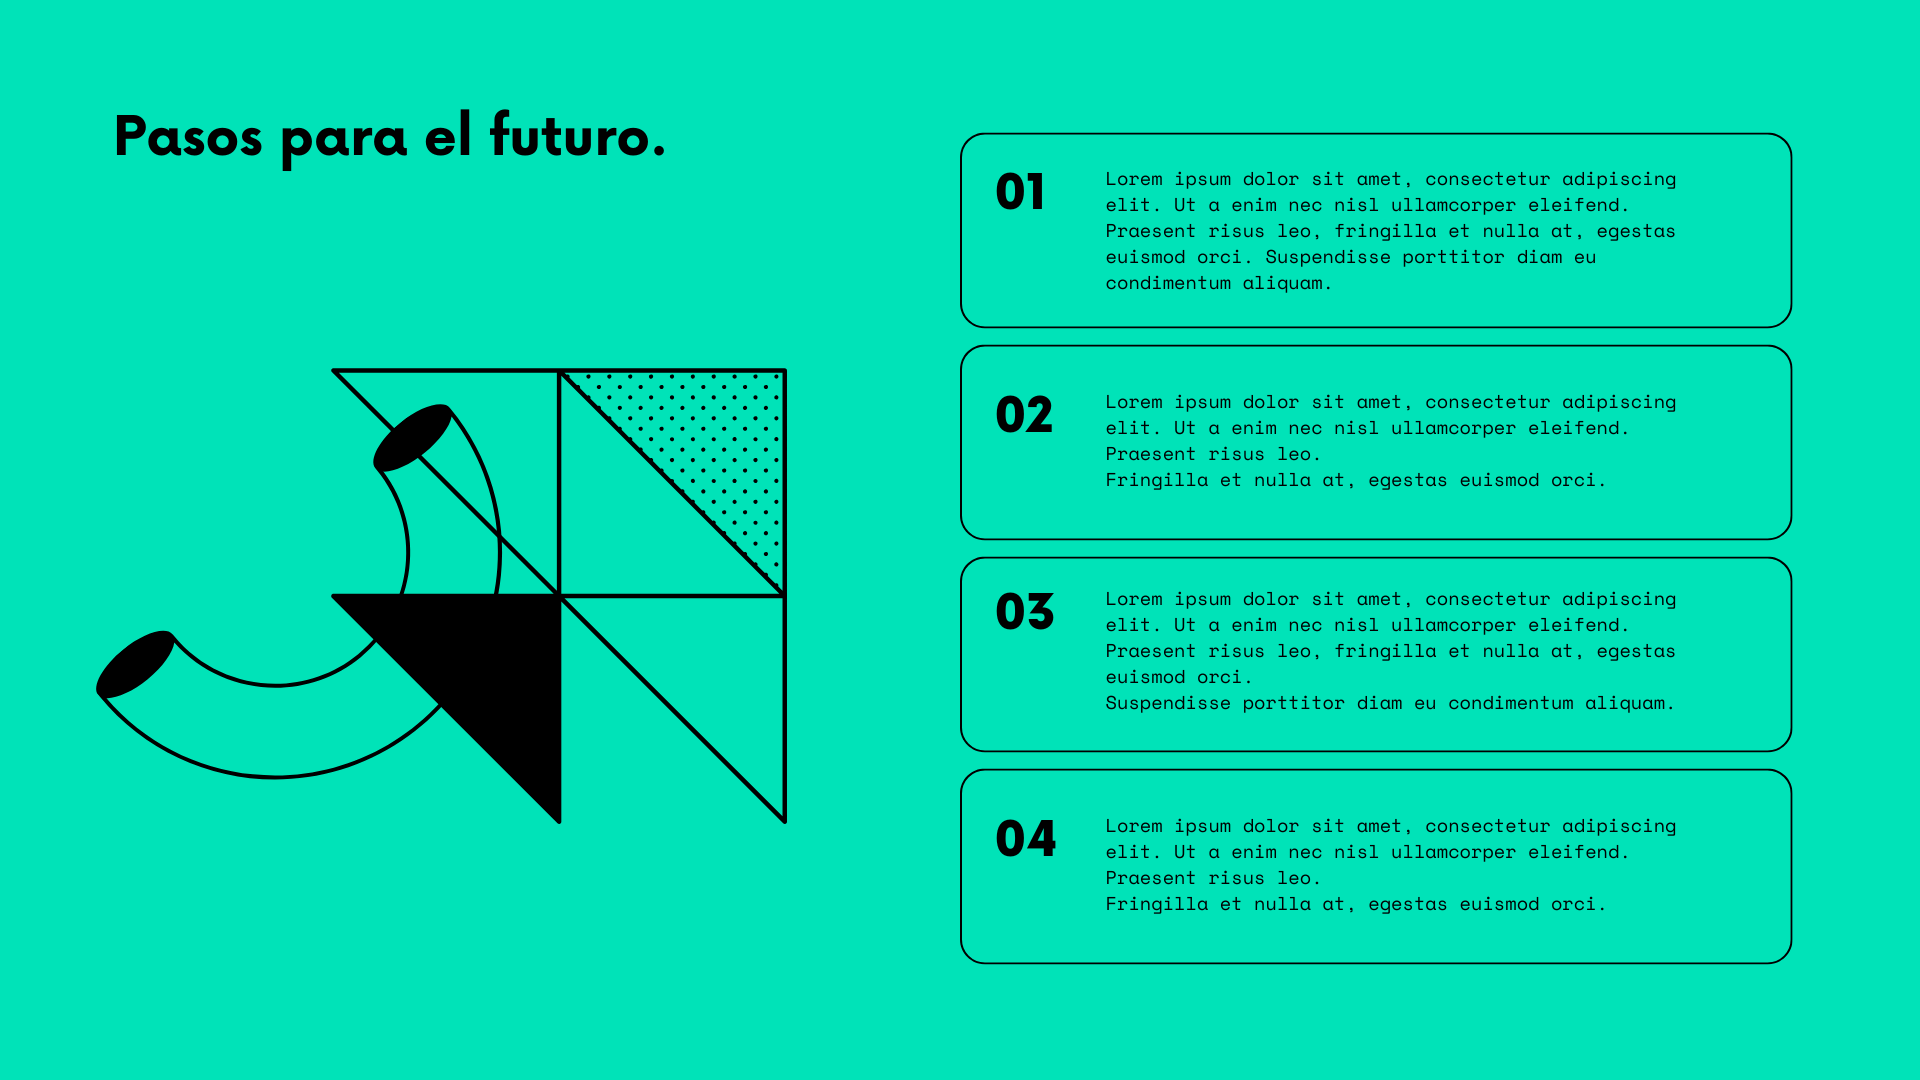 Pasos para el futuro.
01
Lorem ipsum dolor sit amet, consectetur adipiscing
elit. Ut a enim nec nisl ullamcorper eleifend.
Praesent risus leo, fringilla et nulla at, egestas
euismod orci. Suspendisse porttitor diam eu
condimentum aliquam.
02
Lorem ipsum dolor sit amet, consectetur adipiscing
elit. Ut a enim nec nisl ullamcorper eleifend.
Praesent risus leo.
Fringilla et nulla at, egestas euismod orci.
03
Lorem ipsum dolor sit amet, consectetur adipiscing
elit. Ut a enim nec nisl ullamcorper eleifend.
Praesent risus leo, fringilla et nulla at, egestas
euismod orci.
Suspendisse porttitor diam eu condimentum aliquam.
04
Lorem ipsum dolor sit amet, consectetur adipiscing
elit. Ut a enim nec nisl ullamcorper eleifend.
Praesent risus leo.
Fringilla et nulla at, egestas euismod orci.